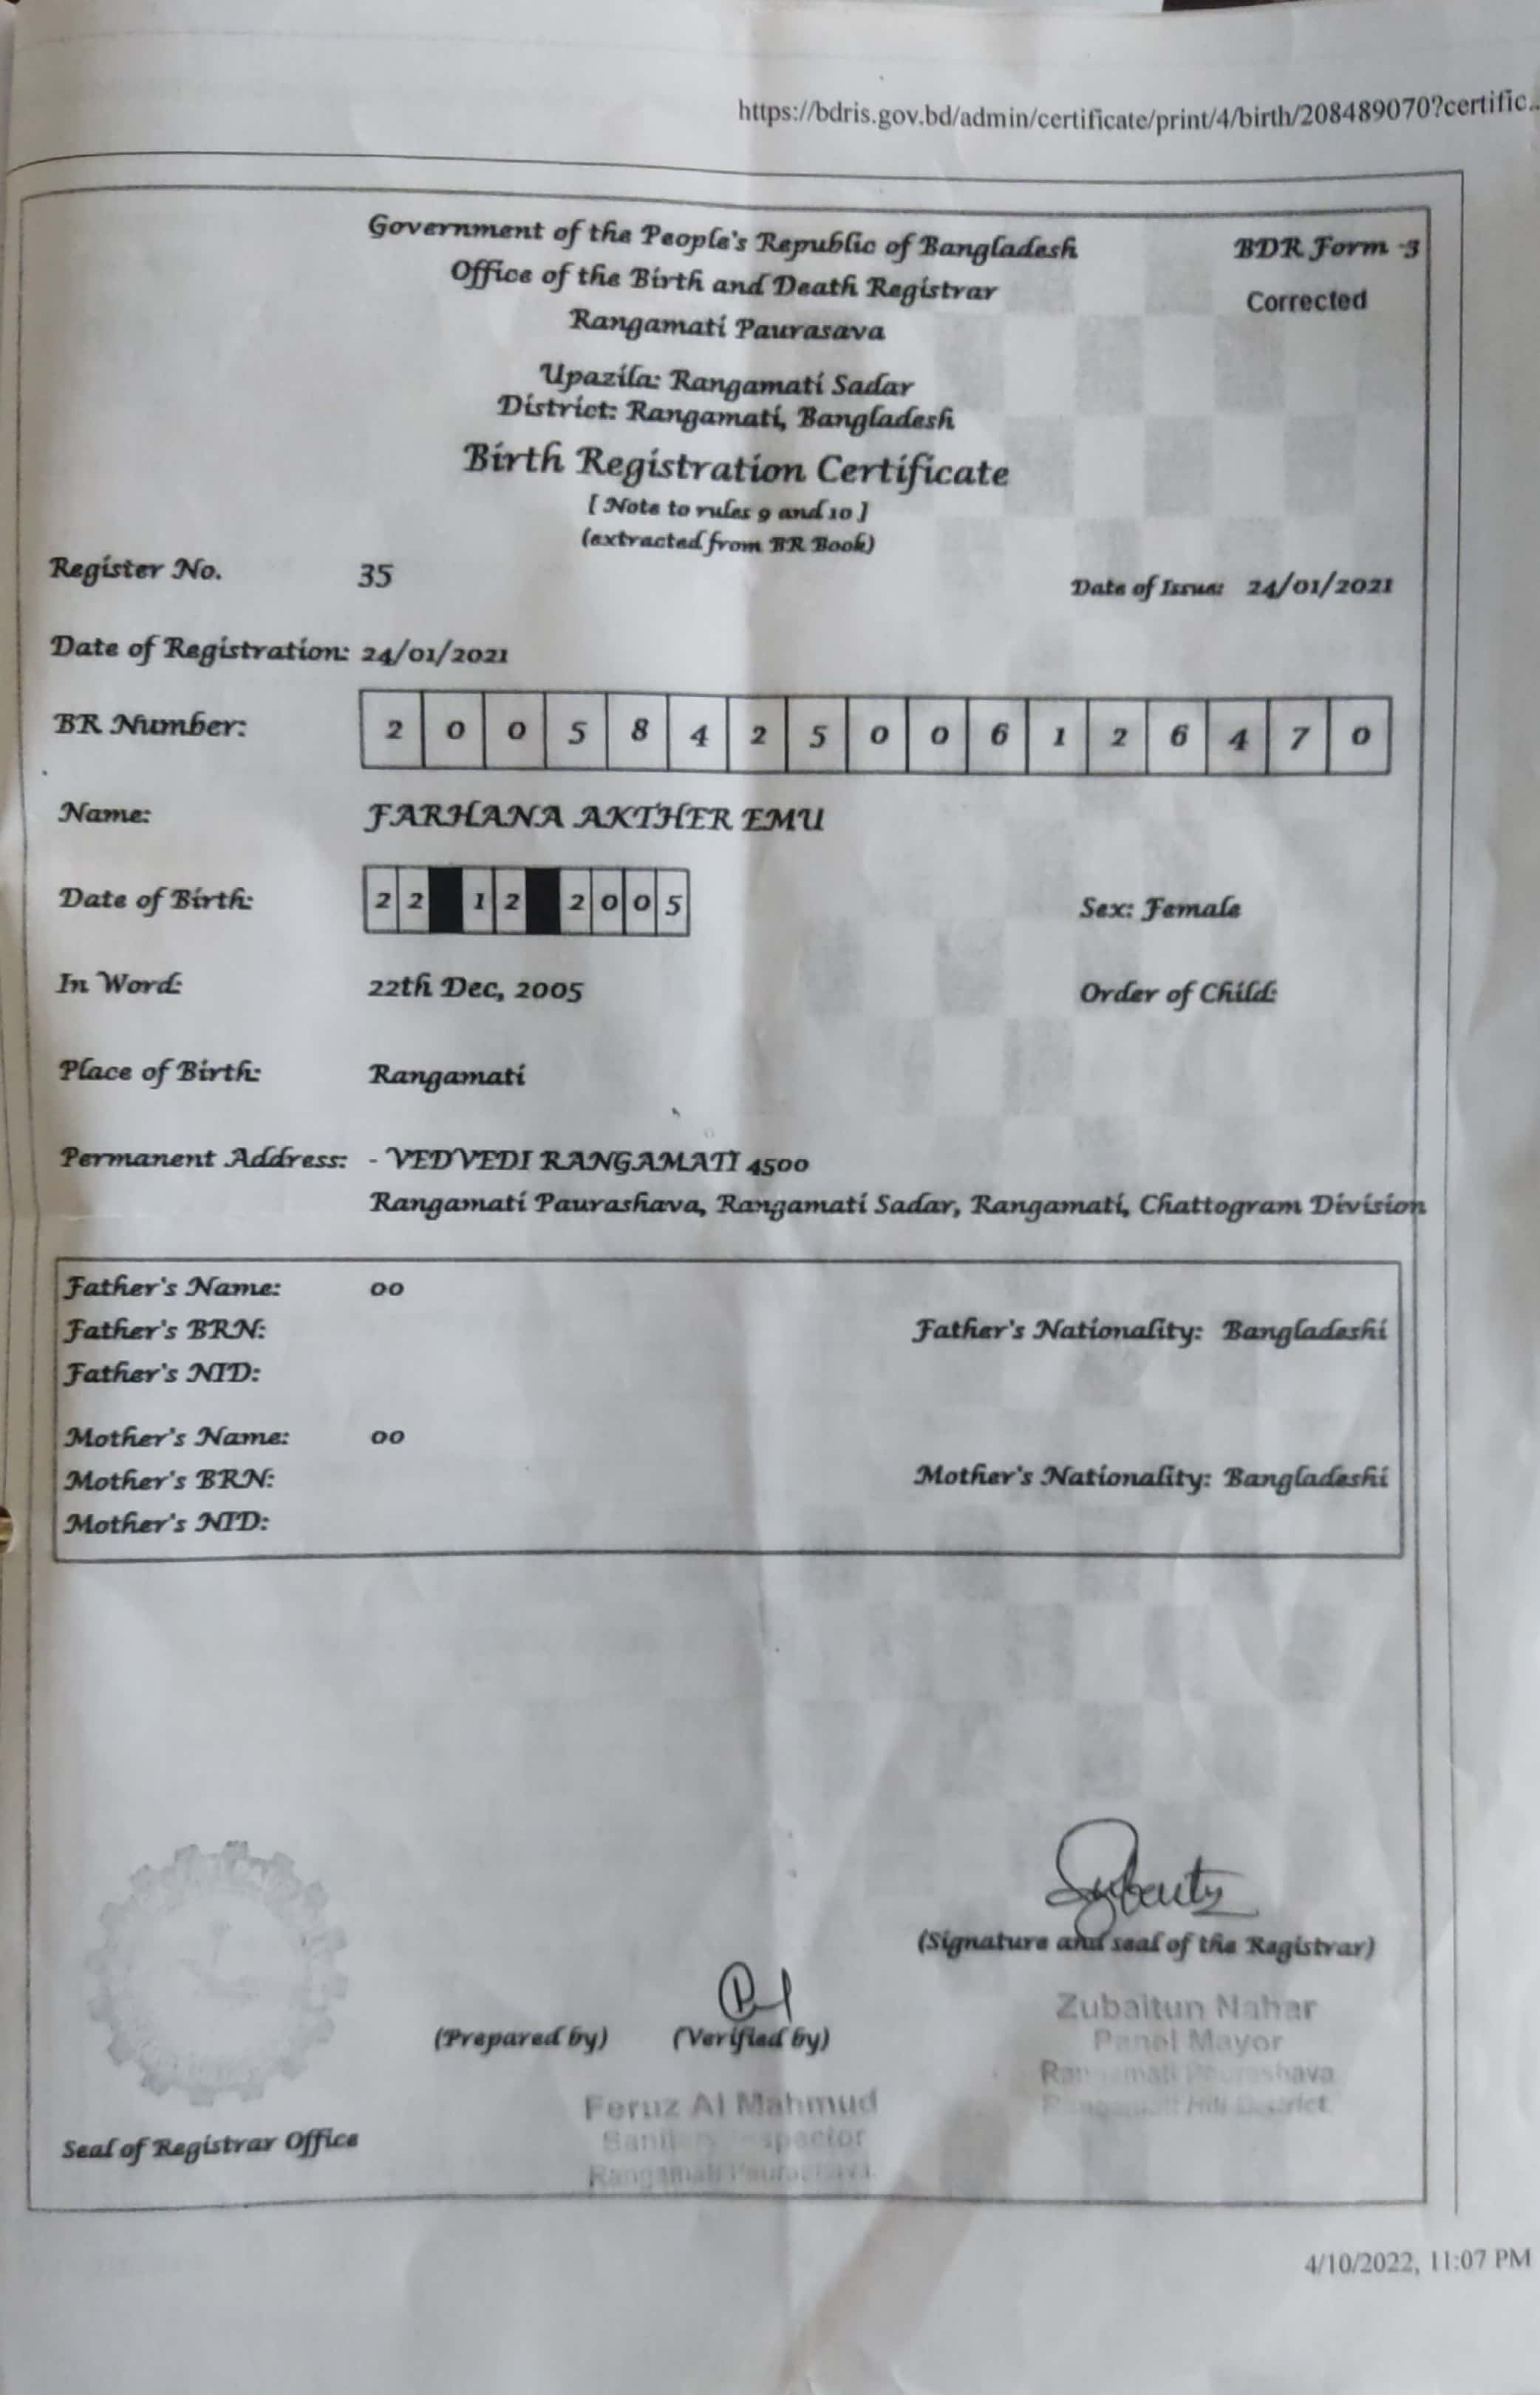 https://bdris.gov.bd/admin/certificate/print/4/birth/208489070?certific...
Government of the People's Republic of Bangladesh
BDR Form -3
Office of the Birth and Death Registrar
Corrected
Rangamati Paurasava
Upazila: Rangamati Sadar
District: Rangamati, Bangladesh
Birth Registration Certificate
[ Note to rules 9 and 10 ]
(extracted from BR Book)
Register No. 35
Date of Issue: 24/01/2021
Date of Registration: 24/01/2021
BR Number: 2 0 0 5 8 4 2 5 0 0 6 1 2 6 4 7 0
Name: FARHANA AKTHER EMU
Date of Birth: 2 2 1 2 2 0 0 5 Sex: Female
In Word: 22th Dec, 2005 Order of Child:
Place of Birth: Rangamati
Permanent Address: - VEDVEDI RANGAMATI 4500
Rangamati Paurashava, Rangamati Sadar, Rangamati, Chattogram Division
Father's Name: oo
Father's BRN: Father's Nationality: Bangladeshi
Father's NID:
Mother's Name: oo
Mother's BRN: Mother's Nationality: Bangladeshi
Mother's NID:
(Signature and seal of the Registrar)
Zubaitun Nahar
Panel Mayor
Rangamati Paurashava
Rangamati Hill District
(Prepared by) (Verified by)
Feruz Al Mahmud
Sanitary Inspector
Rangamati Paurashava
Seal of Registrar Office
4/10/2022, 11:07 PM